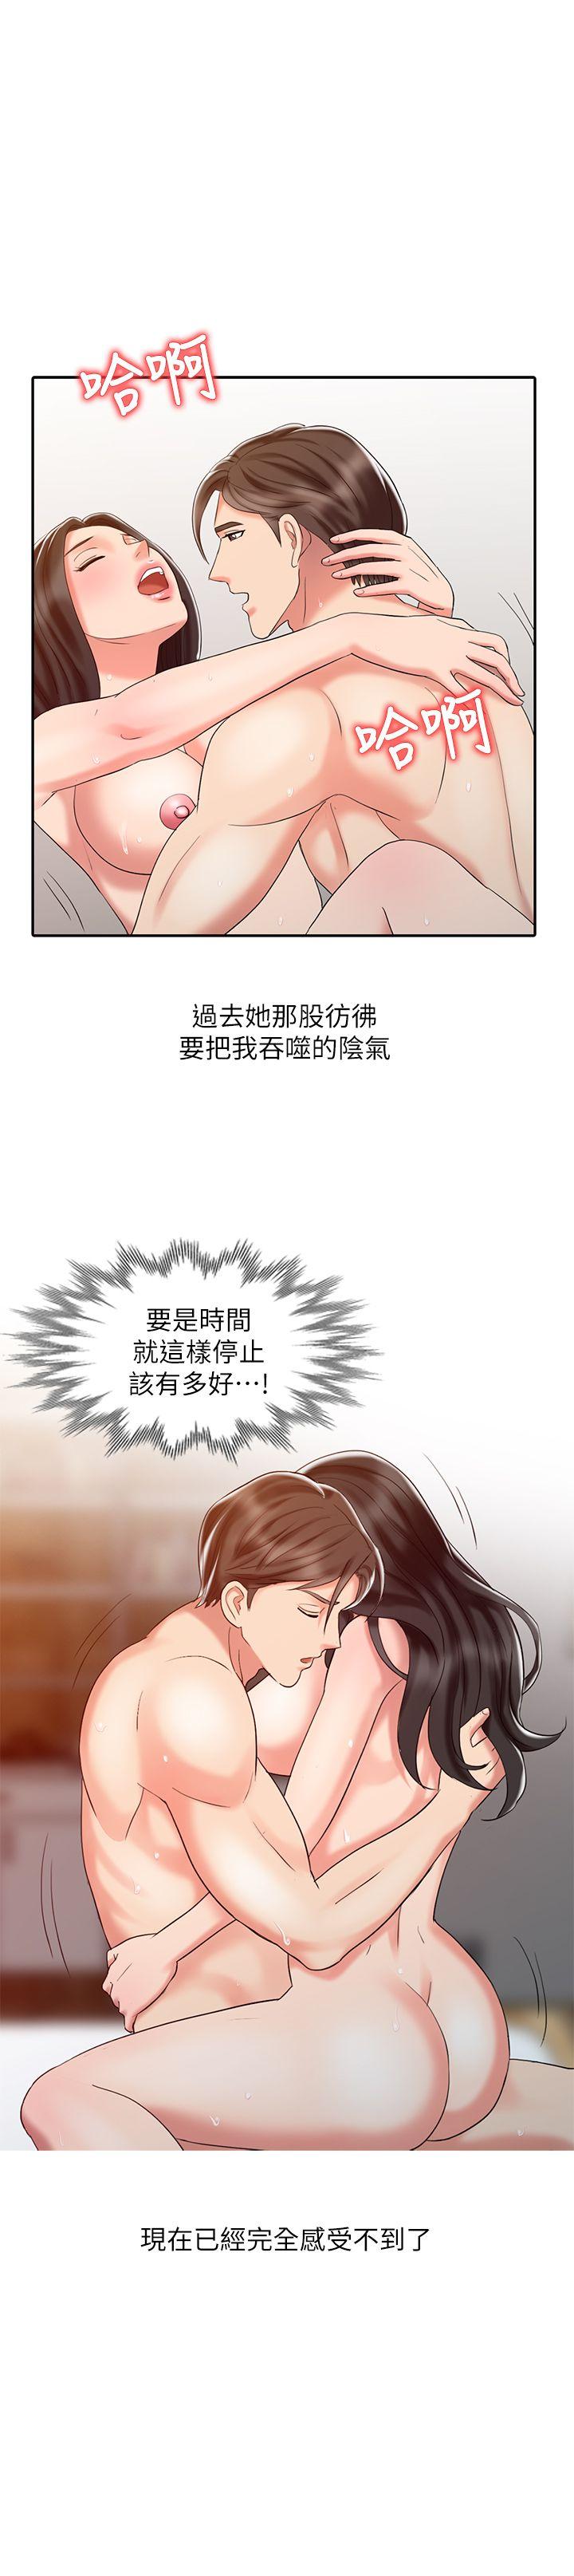 哈啊
哈啊
過去她那股彷彿
要把我吞噬的陰氣
要是時間
就這樣停止
該有多好…!
現在已經完全感受不到了